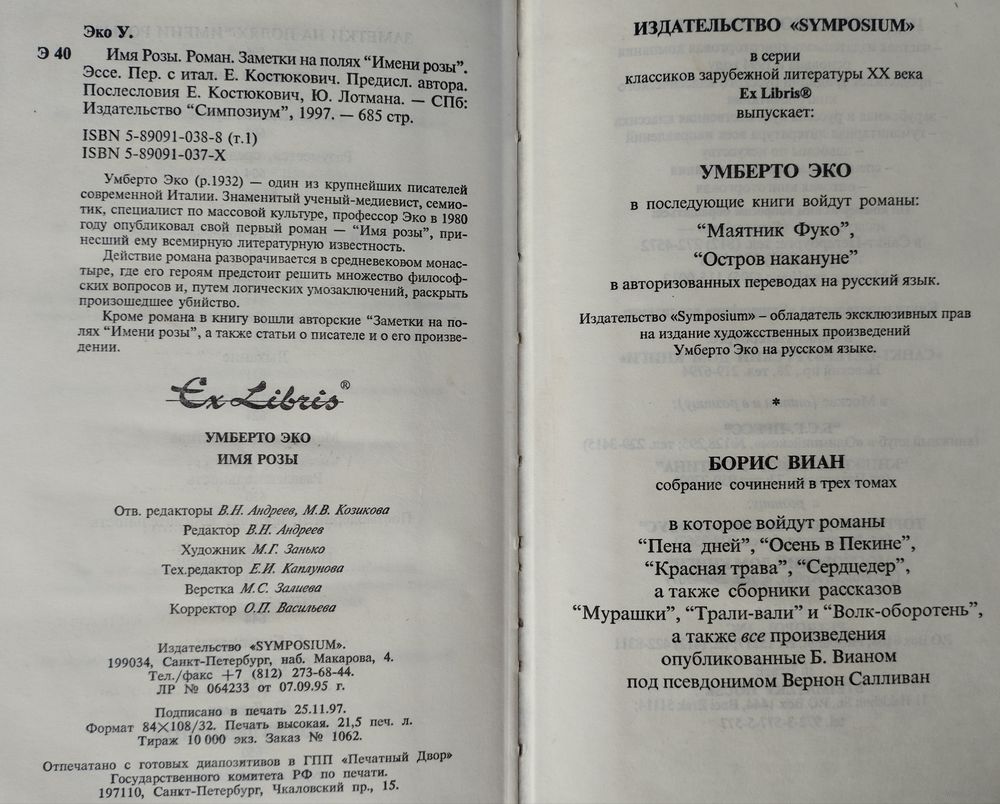 Эко У.
Э 40
Имя Розы. Роман. Заметки на полях “Имени розы”.
Эссе. Пер. с итал. Е. Костюкович. Предисл. автора.
Послесловия Е. Костюкович, Ю. Лотмана. — СПб:
Издательство “Симпозиум”, 1997. — 685 стр.
ISBN 5-89091-038-8 (т.1)
ISBN 5-89091-037-X
Умберто Эко (р.1932) — один из крупнейших писателей
современной Италии. Знаменитый ученый-медиевист, семио-
тик, специалист по массовой культуре, профессор Эко в 1980
году опубликовал свой первый роман — “Имя розы”, при-
несший ему всемирную литературную известность.
Действие романа разворачивается в средневековом монас-
тыре, где его героям предстоит решить множество философ-
ских вопросов и, путем логических умозаключений, раскрыть
произошедшее убийство.
Кроме романа в книгу вошли авторские “Заметки на по-
лях “Имени розы”, а также статьи о писателе и о его произве-
дении.
Ex Libris®
УМБЕРТО ЭКО
ИМЯ РОЗЫ
Отв. редакторы В.Н. Андреев, М.В. Козикова
Редактор В.Н. Андреев
Художник М.Г. Занько
Тех.редактор Е.И. Каплунова
Верстка М.С. Залиева
Корректор О.П. Васильева
Издательство «SYMPOSIUM».
199034, Санкт-Петербург, наб. Макарова, 4.
Тел./факс +7 (812) 273-68-44.
ЛР № 064233 от 07.09.95 г.
Подписано в печать 25.11.97.
Формат 84×108/32. Печать высокая. 21,5 печ. л.
Тираж 10 000 экз. Заказ № 1062.
Отпечатано с готовых диапозитивов в ГПП «Печатный Двор»
Государственного комитета РФ по печати.
197110, Санкт-Петербург, Чкаловский пр., 15.
ИЗДАТЕЛЬСТВО «SYMPOSIUM»
в серии
классиков зарубежной литературы XX века
Ex Libris®
выпускает:
УМБЕРТО ЭКО
в последующие книги войдут романы:
“Маятник Фуко”,
“Остров накануне”
в авторизованных переводах на русский язык.
Издательство «Symposium» – обладатель эксклюзивных прав
на издание художественных произведений
Умберто Эко на русском языке.
*
БОРИС ВИАН
собрание сочинений в трех томах
в которое войдут романы
“Пена дней”, “Осень в Пекине”,
“Красная трава”, “Сердцедер”,
а также сборники рассказов
“Мурашки”, “Трали-вали” и “Волк-оборотень”,
а также все произведения
опубликованные Б. Вианом
под псевдонимом Вернон Салливан